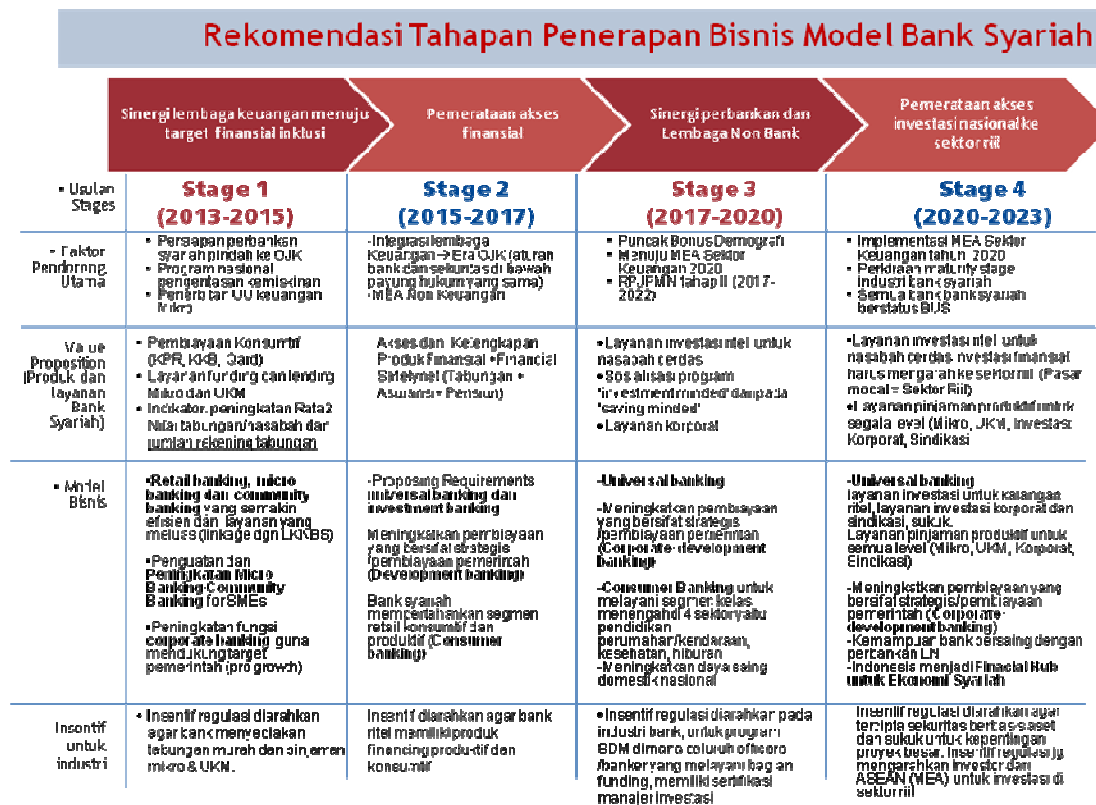 Rekomendasi Tahapan Penerapan Bisnis Model Bank Syariah
Sinergi lembaga keuangan menuju
target finansial inklusi
Pemerataan akses
finansial
Sinergi perbankan dan
Lembaga Non Bank
Pemerataan akses
investasi nasional ke
sektor riil
▪ Usulan
Stages
Stage 1
(2013-2015)
Stage 2
(2015-2017)
Stage 3
(2017-2020)
Stage 4
(2020-2023)
▪ Faktor
Pendorong
Utama
▪ Persiapan perbankan
syariah pindah ke OJK
▪ Program nasional
pengentasan kemiskinan
▪ Penerbitan UU keuangan
Mikro
-Integrasi lembaga
Keuangan → Era OJK (aturan
bank dan sekuritas di bawah
payung hukum yang sama)
-MEA Non Keuangan
▪ Puncak Bonus Demografi
▪ Menuju MEA Sektor
Keuangan 2020
▪ RPJPMN tahap II (2017-
2022)
▪ Implementasi MEA Sektor
Keuangan tahun 2020
▪ Perkiraan maturity stage
industri bank syariah
▪ Semua bank bank syariah
berstatus BUS
Value
Proposition
(Produk dan
layanan
Bank
Syariah)
• Pembiayaan Konsumtif
(KPR, KKB, Qard)
• Layanan funding dan lending
Mikro dan UKM
• Indikator peningkatan Rata2
Nilai tabungan/nasabah dan
jumlah rekening tabungan
Akses dan Kelengkapan
Produk Finansial •Financial
(Tabungan +
Asuransi + Pensiun)
•Layanan investasi ritel untuk
nasabah cerdas
•Sosialisasi program
"investment minded" daripada
"saving minded"
•Layanan korporat
•Layanan investasi ritel untuk
nasabah cerdas investasi finansial
harus mengarah ke sektor riil (Pasar
modal = Sektor Riil)
•Layanan pinjaman produktif untuk
segala level (Mikro, UKM, Investasi
Korporat, Sindikasi
▪ Model
Bisnis
•Retail banking, micro
banking dan community
banking yang semakin
efisien dan layanan yang
meluas (linkage dgn LKKBS)
•Penguatan dan
Peningkatan Micro
Banking-Community
Banking for SMEs
•Peningkatan fungsi
corporate banking guna
mendukung target
pemerintah (pro growth)
-Proposing Requirements
universal banking dan
investment banking
Meningkatkan pembiayaan
yang bersifat strategis
/pembiayaan pemerintah
(Development banking)
Bank syariah
mempertahankan segmen
retail konsumtif dan
produktif (Consumer
banking)
-Universal banking
-Meningkatkan pembiayaan
yang bersifat strategis
/pembiayaan pemerintah
(Corporate-development
banking)
-Consumer Banking untuk
melayani segmen kelas
menengah di 4 sektor yaitu
pendidikan
perumahan/kendaraan,
kesehatan, hiburan
-Meningkatkan daya saing
domestik nasional
-Universal banking
layanan investasi untuk kalangan
ritel, layanan investasi korporat dan
sindikasi, sukuk.
Layanan pinjaman produktif untuk
semua level (Mikro, UKM, Korporat,
Sindikasi)
-Meningkatkan pembiayaan yang
bersifat strategis/pembiayaan
pemerintah (Corporate-
development banking)
-Kemampuan bank bersaing dengan
perbankan LN
-Indonesia menjadi Financial Hub
untuk Ekonomi Syariah
Insentif
untuk
industri
• Insentif regulasi diarahkan
agar bank menyediakan
tabungan murah dan pinjaman
mikro & UKM.
Insentif diarahkan agar bank
ritel memiliki produk
financing produktif dan
konsumtif
•Insentif regulasi diarahkan pada
industri bank, untuk program
SDM dimana seluruh officers
/banker yang melayani bagian
funding, memiliki sertifikasi
manajer investasi
Insentif regulasi diarahkan agar
tercipta sekuritas berbasis aset
dan sukuk untuk kepentingan
proyek besar. Insentif regulasi yg
mengarahkan investor dari
ASEAN (MEA) untuk investasi di
sektor riil